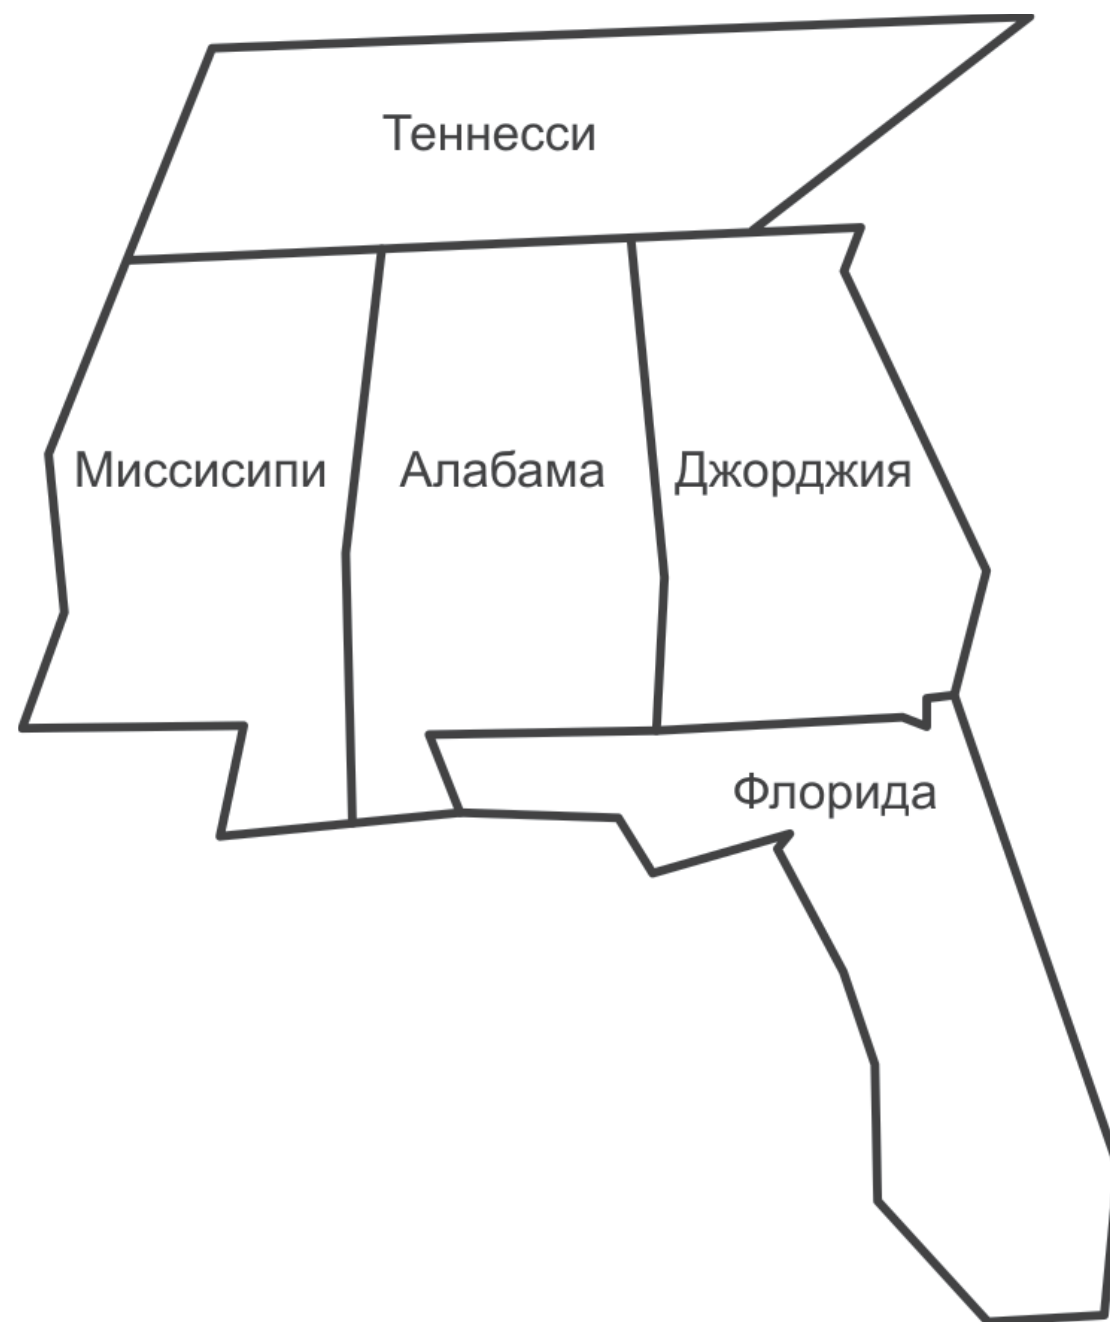 Теннесси
Миссисипи
Алабама
Джорджия
Флорида